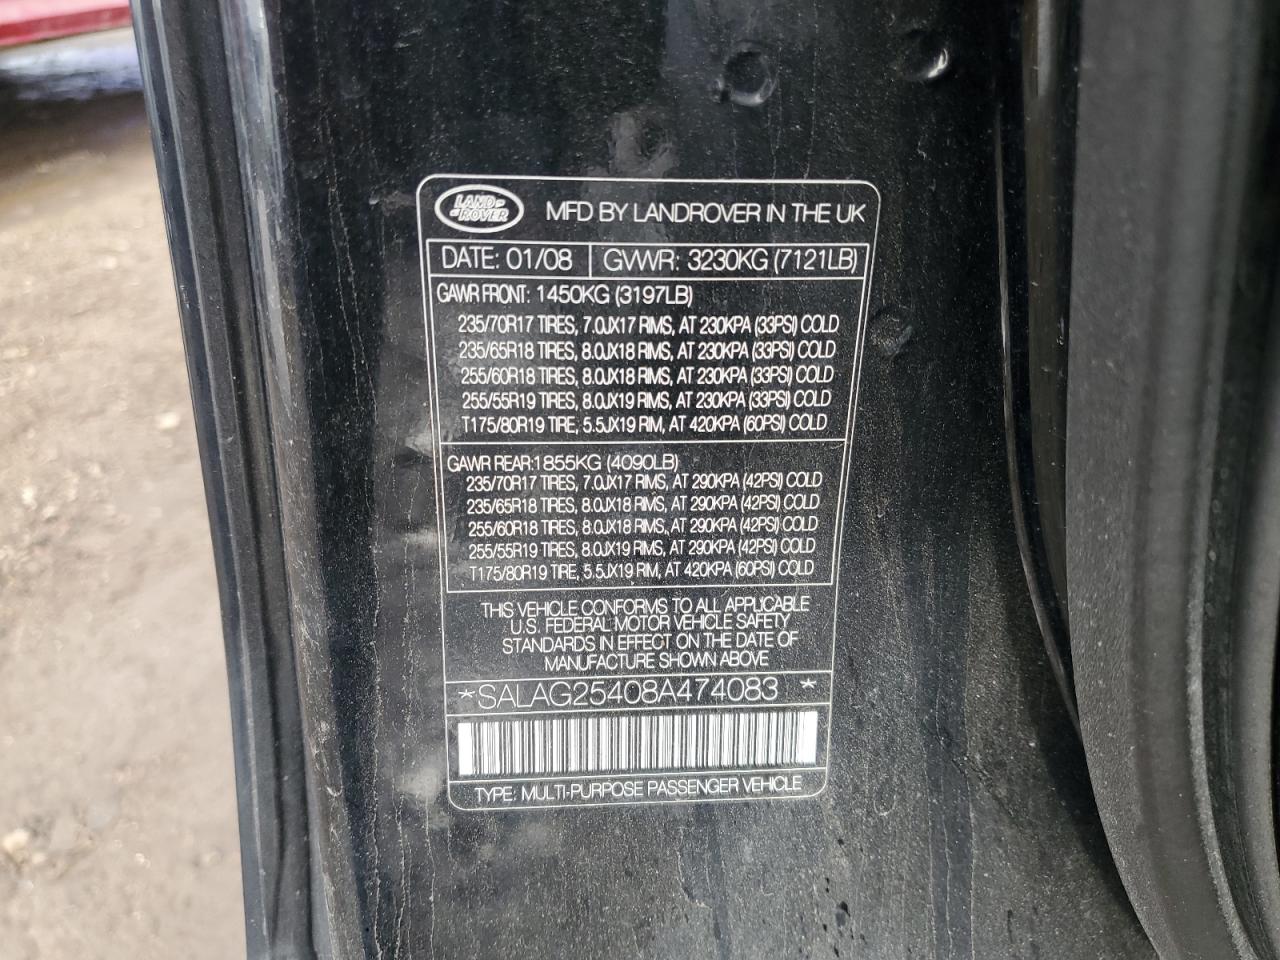 LAND ROVER
MFD BY LANDROVER IN THE UK
DATE: 01/08 GVWR: 3230KG (7121LB)
GAWR FRONT: 1450KG (3197LB)
235/70R17 TIRES, 7.0JX17 RIMS, AT 230KPA (33PSI) COLD
235/65R18 TIRES, 8.0JX18 RIMS, AT 230KPA (33PSI) COLD
255/60R18 TIRES, 8.0JX18 RIMS, AT 230KPA (33PSI) COLD
255/55R19 TIRES, 8.0JX19 RIMS, AT 230KPA (33PSI) COLD
T175/80R19 TIRE, 5.5JX19 RIM, AT 420KPA (60PSI) COLD
GAWR REAR: 1855KG (4090LB)
235/70R17 TIRES, 7.0JX17 RIMS, AT 290KPA (42PSI) COLD
235/65R18 TIRES, 8.0JX18 RIMS, AT 290KPA (42PSI) COLD
255/60R18 TIRES, 8.0JX18 RIMS, AT 290KPA (42PSI) COLD
255/55R19 TIRES, 8.0JX19 RIMS, AT 290KPA (42PSI) COLD
T175/80R19 TIRE, 5.5JX19 RIM, AT 420KPA (60PSI) COLD
THIS VEHICLE CONFORMS TO ALL APPLICABLE
U.S. FEDERAL MOTOR VEHICLE SAFETY
STANDARDS IN EFFECT ON THE DATE OF
MANUFACTURE SHOWN ABOVE
*SALAG25408A474083 *
TYPE: MULTI-PURPOSE PASSENGER VEHICLE